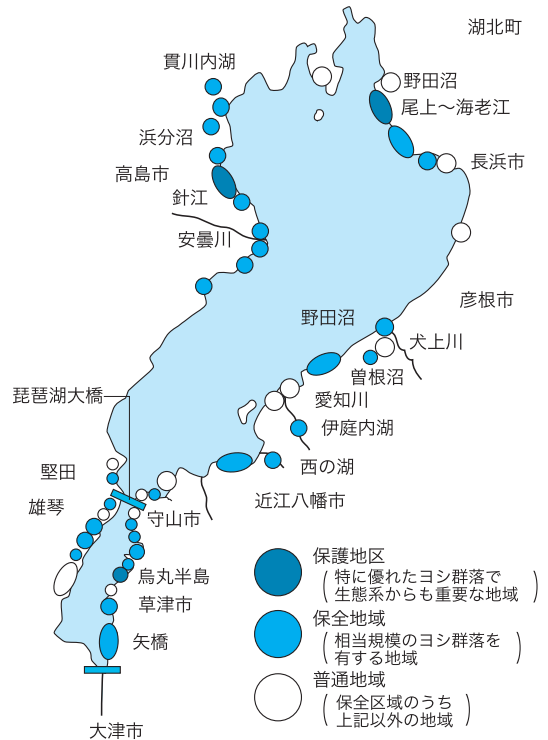 湖北町
貫川内湖
野田沼
尾上～海老江
浜分沼
長浜市
高島市
針江
安曇川
彦根市
野田沼
犬上川
曽根沼
琵琶湖大橋
愛知川
伊庭内湖
堅田
西の湖
雄琴
近江八幡市
守山市
保護地区
(特に優れたヨシ群落で
生態系からも重要な地域)
烏丸半島
草津市
保全地域
(相当規模のヨシ群落を
有する地域)
矢橋
普通地域
(保全区域のうち
上記以外の地域)
大津市